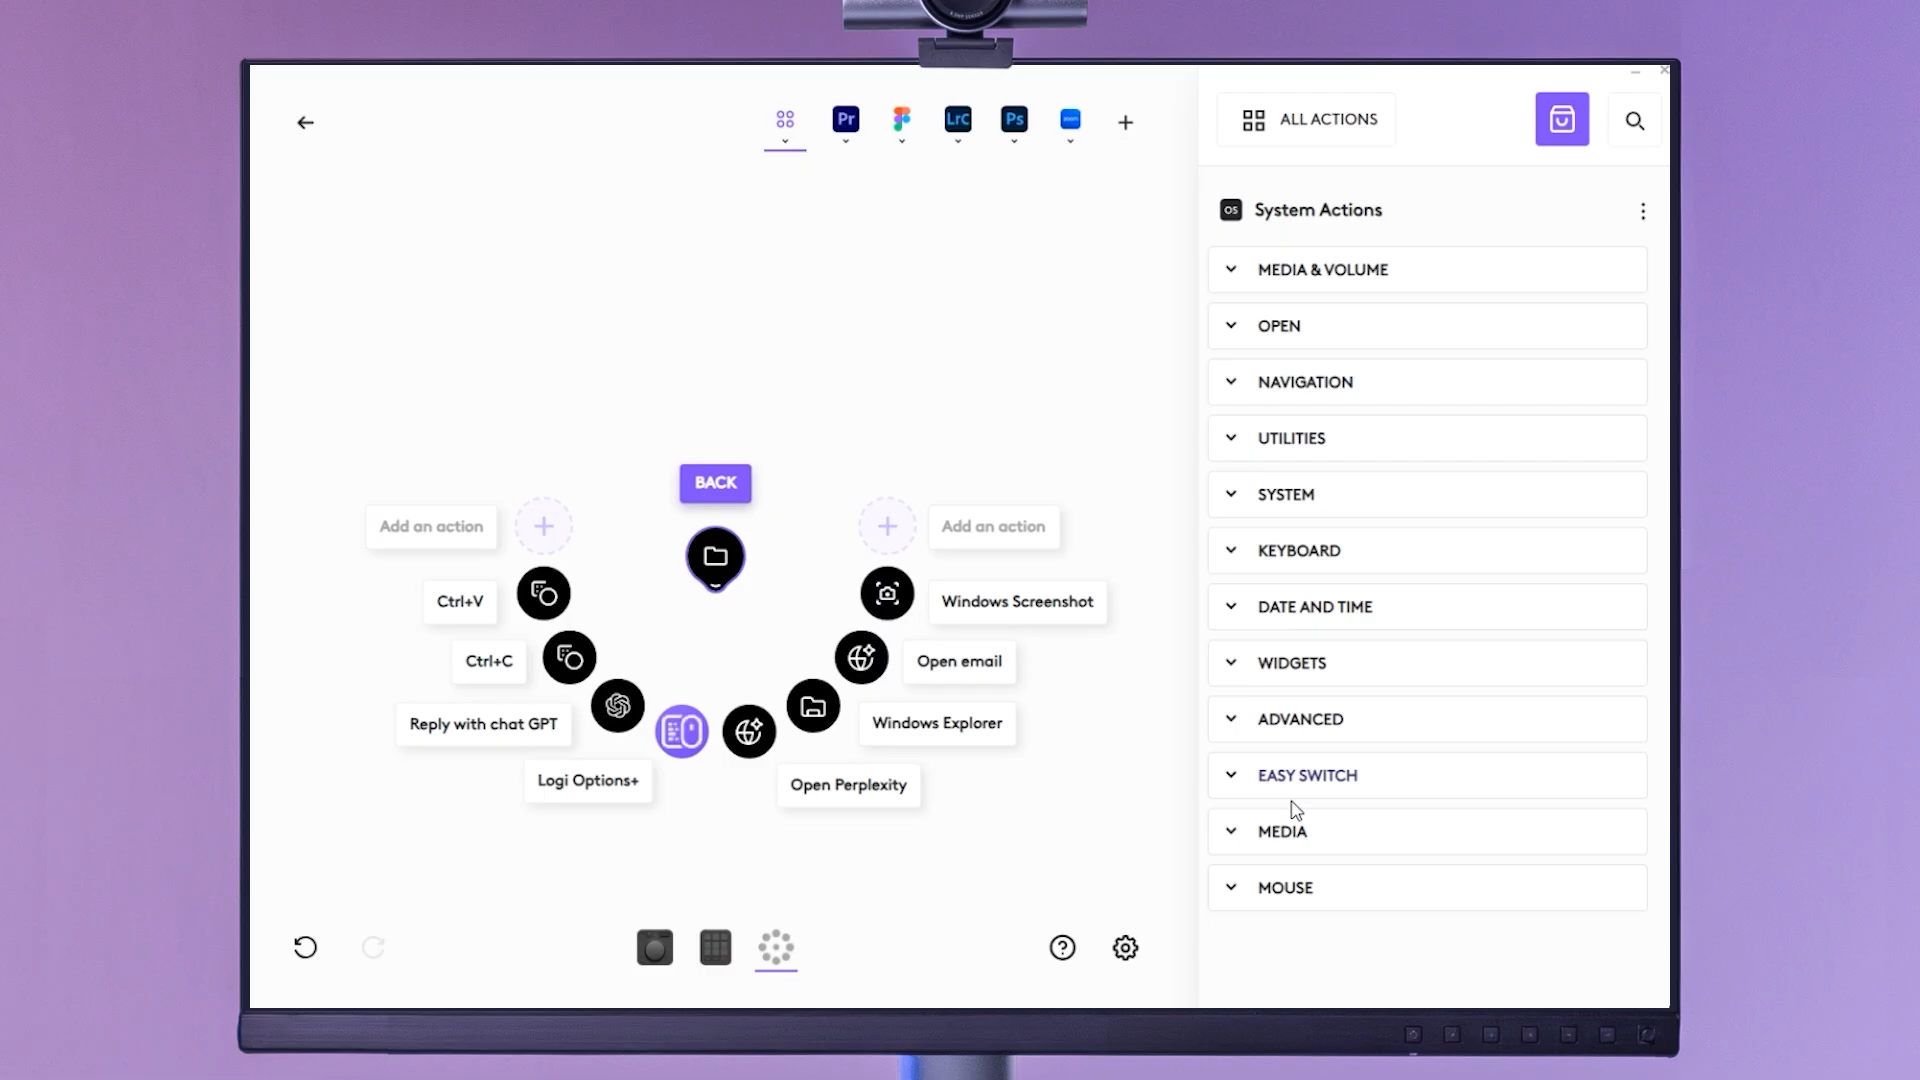 Pr
LrC
Ps
zoom
ALL ACTIONS
OS
System Actions
MEDIA & VOLUME
OPEN
NAVIGATION
UTILITIES
SYSTEM
KEYBOARD
DATE AND TIME
WIDGETS
ADVANCED
EASY SWITCH
MEDIA
MOUSE
BACK
Add an action
Add an action
Ctrl+V
Windows Screenshot
Ctrl+C
Open email
Reply with chat GPT
Windows Explorer
Logi Options+
Open Perplexity